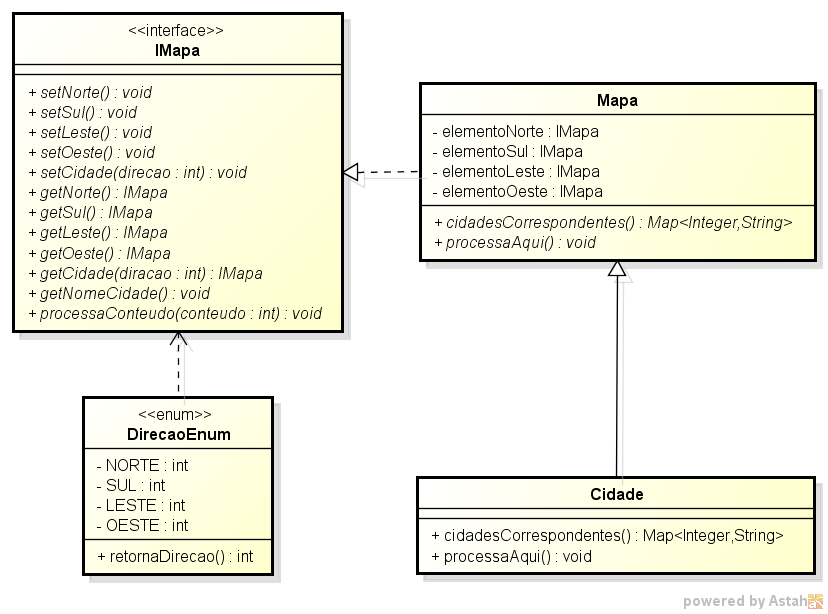 <<interface>>
IMapa
+ setNorte() : void
+ setSul() : void
+ setLeste() : void
+ setOeste() : void
+ setCidade(direcao : int) : void
+ getNorte() : IMapa
+ getSul() : IMapa
+ getLeste() : IMapa
+ getOeste() : IMapa
+ getCidade(diracao : int) : IMapa
+ getNomeCidade() : void
+ processaConteudo(conteudo : int) : void
Mapa
- elementoNorte : IMapa
- elementoSul : IMapa
- elementoLeste : IMapa
- elementoOeste : IMapa
+ cidadesCorrespondentes() : Map<Integer,String>
+ processaAqui() : void
<<enum>>
DirecaoEnum
- NORTE : int
- SUL : int
- LESTE : int
- OESTE : int
+ retornaDirecao() : int
Cidade
+ cidadesCorrespondentes() : Map<Integer,String>
+ processaAqui() : void
powered by Astah